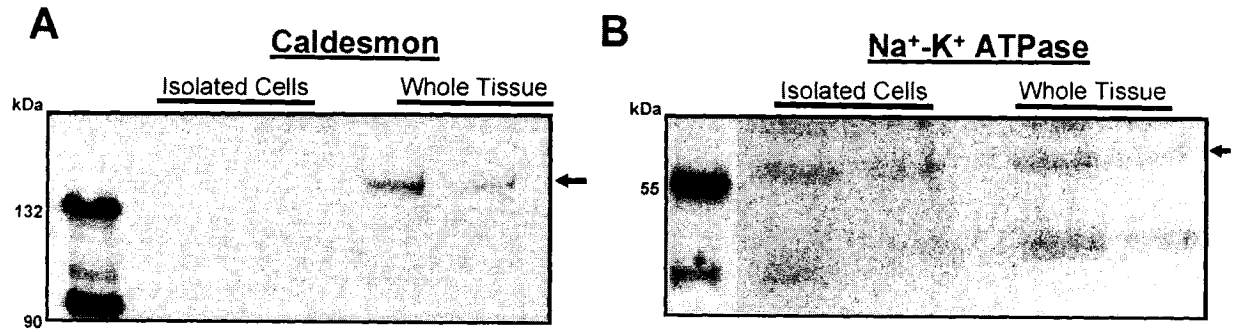 A
Caldesmon
Isolated Cells
Whole Tissue
kDa
132
90
B
Na⁺-K⁺ ATPase
Isolated Cells
Whole Tissue
kDa
55